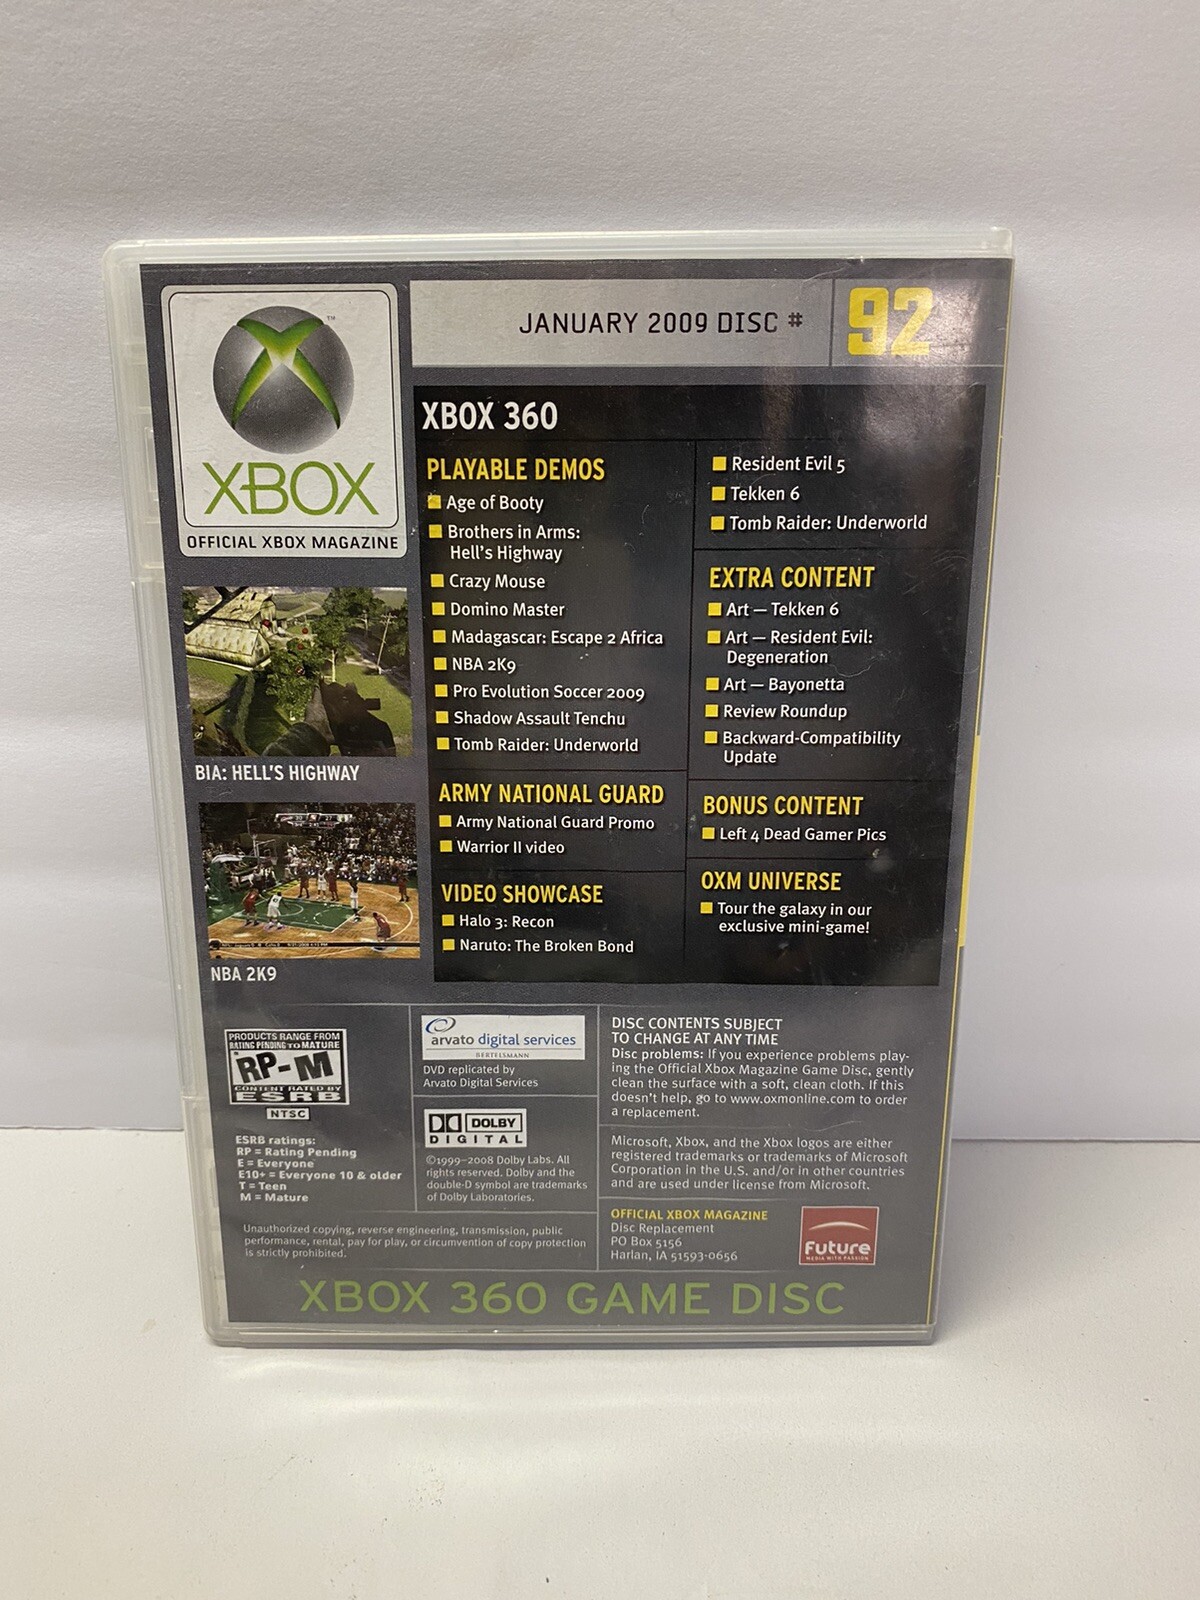 JANUARY 2009 DISC # 92
XBOX
™
OFFICIAL XBOX MAGAZINE
BIA: HELL'S HIGHWAY
NBA 2K9
XBOX 360
PLAYABLE DEMOS
Age of Booty
Brothers in Arms:
Hell's Highway
Crazy Mouse
Domino Master
Madagascar: Escape 2 Africa
NBA 2K9
Pro Evolution Soccer 2009
Shadow Assault Tenchu
Tomb Raider: Underworld
ARMY NATIONAL GUARD
Army National Guard Promo
Warrior II video
VIDEO SHOWCASE
Halo 3: Recon
Naruto: The Broken Bond
Resident Evil 5
Tekken 6
Tomb Raider: Underworld
EXTRA CONTENT
Art — Tekken 6
Art — Resident Evil:
Degeneration
Art — Bayonetta
Review Roundup
Backward-Compatibility
Update
BONUS CONTENT
Left 4 Dead Gamer Pics
OXM UNIVERSE
Tour the galaxy in our
exclusive mini-game!
PRODUCTS RANGE FROM
RATING PENDING TO MATURE
RP-M
CONTENT RATED BY
ESRB
NTSC
ESRB ratings:
RP = Rating Pending
E = Everyone
E10+ = Everyone 10 & older
T = Teen
M = Mature
arvato digital services
BERTELSMANN
DVD replicated by
Arvato Digital Services
DOLBY
DIGITAL
©1999–2008 Dolby Labs. All
rights reserved. Dolby and the
double-D symbol are trademarks
of Dolby Laboratories.
Unauthorized copying, reverse engineering, transmission, public
performance, rental, pay for play, or circumvention of copy protection
is strictly prohibited.
DISC CONTENTS SUBJECT
TO CHANGE AT ANY TIME
Disc problems: If you experience problems play-
ing the Official Xbox Magazine Game Disc, gently
clean the surface with a soft, clean cloth. If this
doesn't help, go to www.oxmonline.com to order
a replacement.
Microsoft, Xbox, and the Xbox logos are either
registered trademarks or trademarks of Microsoft
Corporation in the U.S. and/or in other countries
and are used under license from Microsoft.
OFFICIAL XBOX MAGAZINE
Disc Replacement
PO Box 5156
Harlan, IA 51593-0656
Future
MEDIA WITH PASSION
XBOX 360 GAME DISC